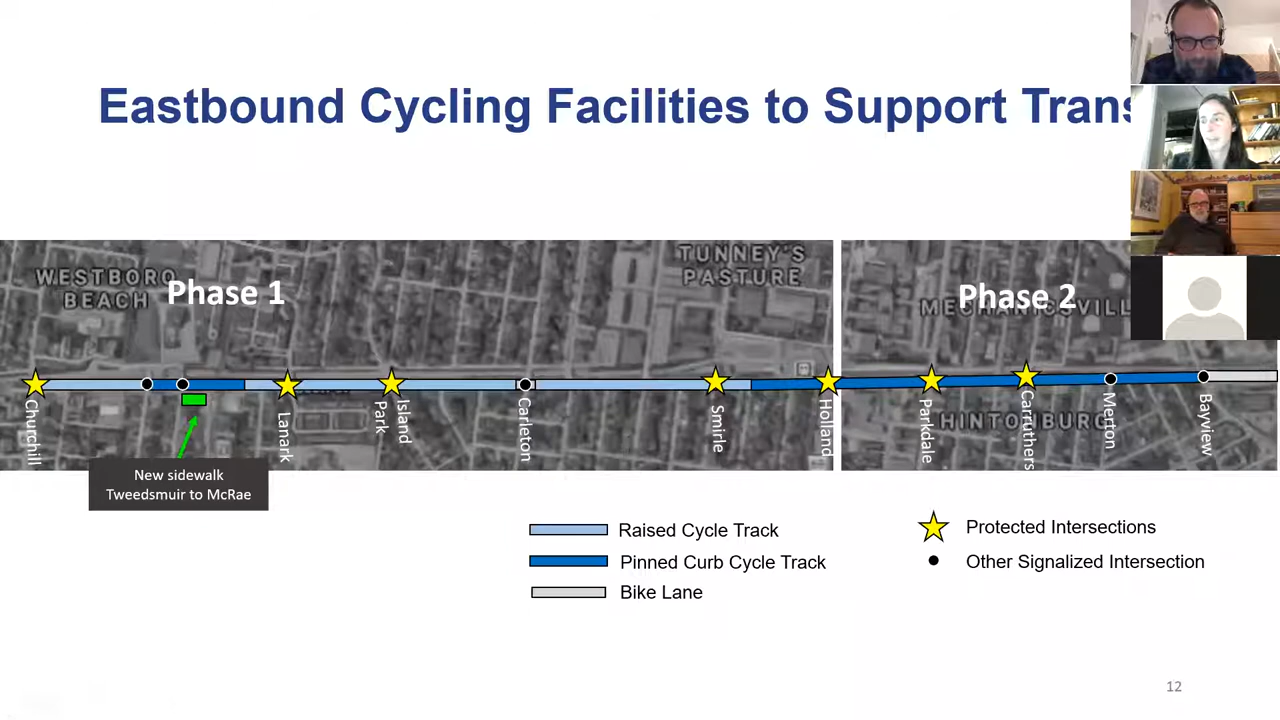 Eastbound Cycling Facilities to Support Trans
WESTBORO
BEACH
Phase 1
TUNNEY'S
PASTURE
Phase 2
MECHANICSVILL
HINTONBURG
Churchill
Lanark
Island
Park
Carleton
Smirle
Holland
Parkdale
Carruthers
Merton
Bayview
New sidewalk
Tweedsmuir to McRae
Raised Cycle Track
Pinned Curb Cycle Track
Bike Lane
Protected Intersections
Other Signalized Intersection
12